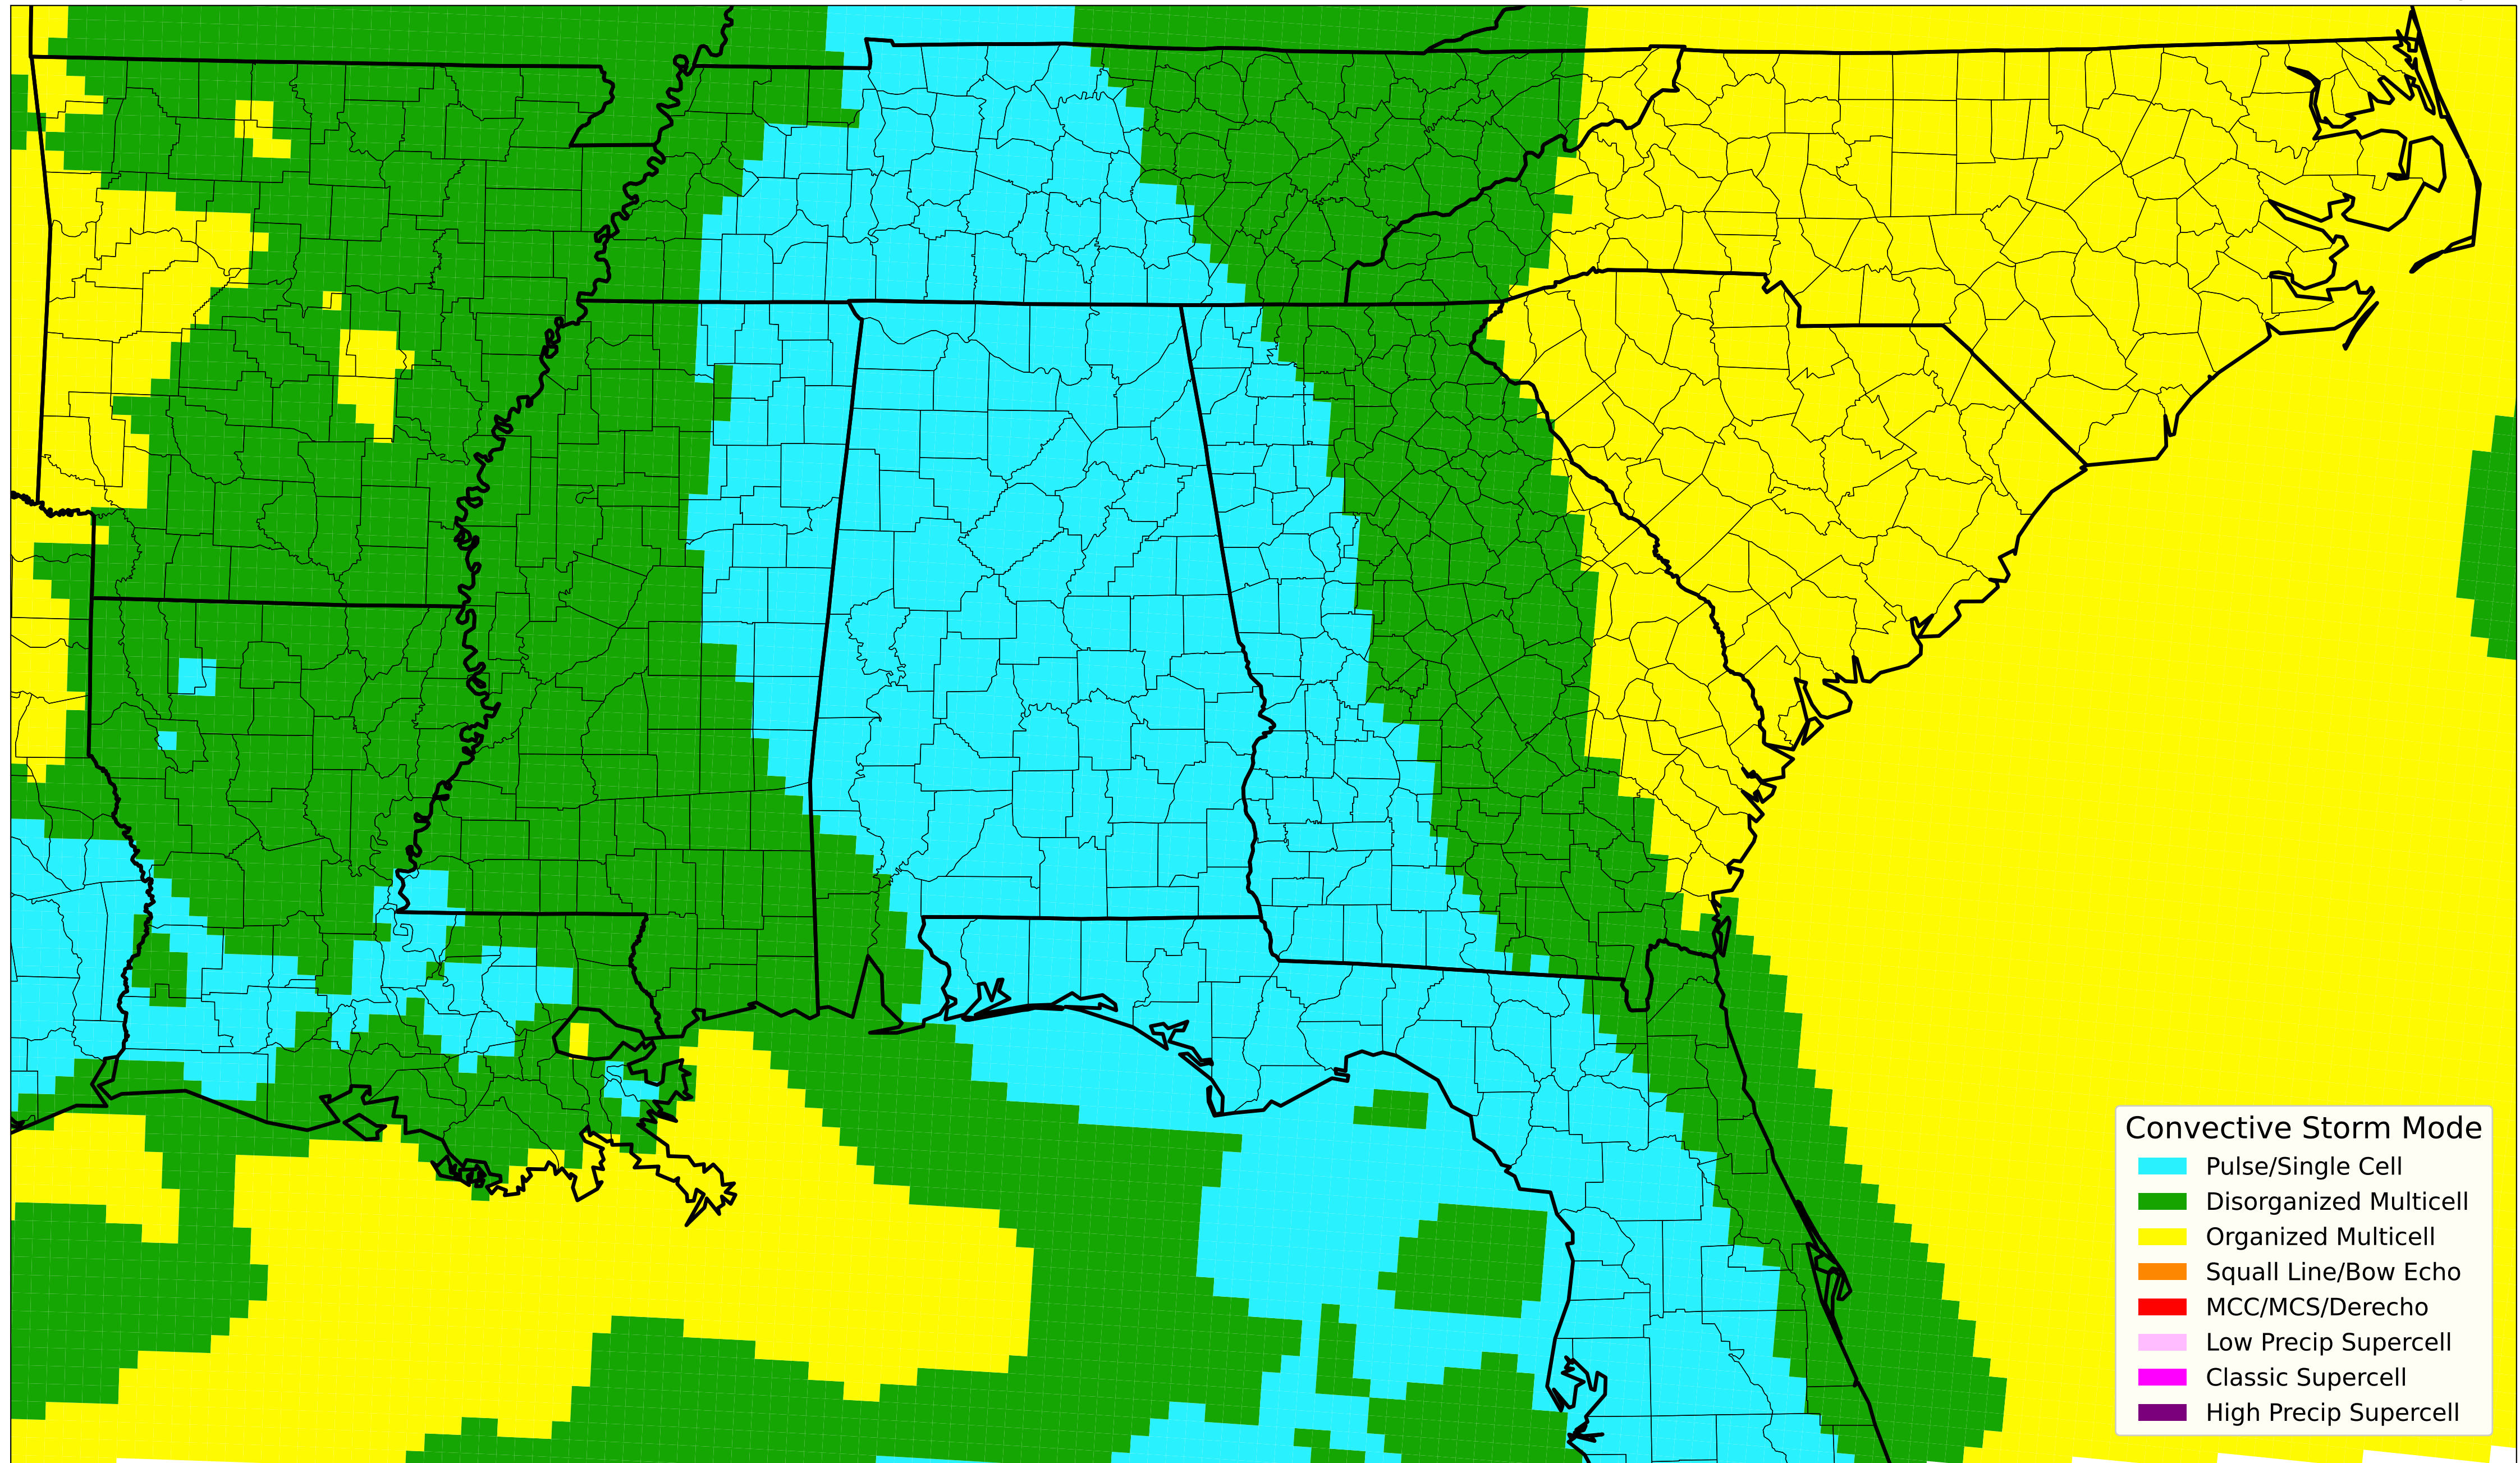 Convective Storm Mode
Pulse/Single Cell
Disorganized Multicell
Organized Multicell
Squall Line/Bow Echo
MCC/MCS/Derecho
Low Precip Supercell
Classic Supercell
High Precip Supercell